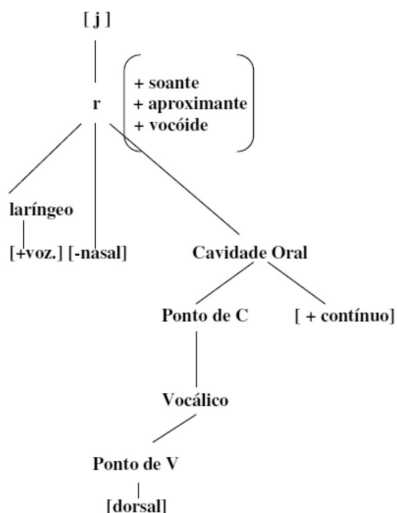 [ j ]
r
+ soante
+ aproximante
+ vocóide
laríngeo
[+voz.] [-nasal]
Cavidade Oral
Ponto de C
[ + contínuo]
Vocálico
Ponto de V
[dorsal]